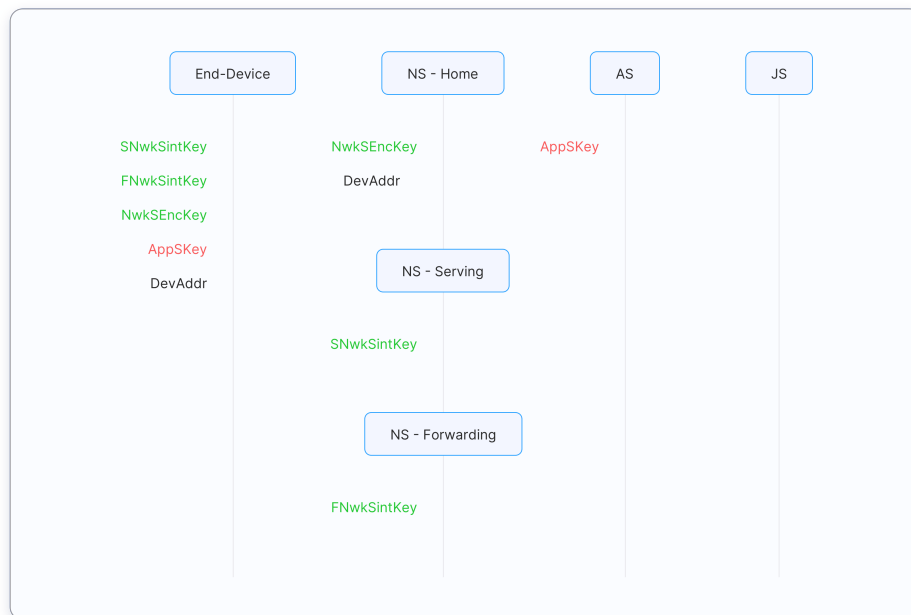 End-Device
NS - Home
AS
JS
SNwkSintKey
NwkSEncKey
AppSKey
FNwkSintKey
DevAddr
NwkSEncKey
AppSKey
NS - Serving
DevAddr
SNwkSintKey
NS - Forwarding
FNwkSintKey